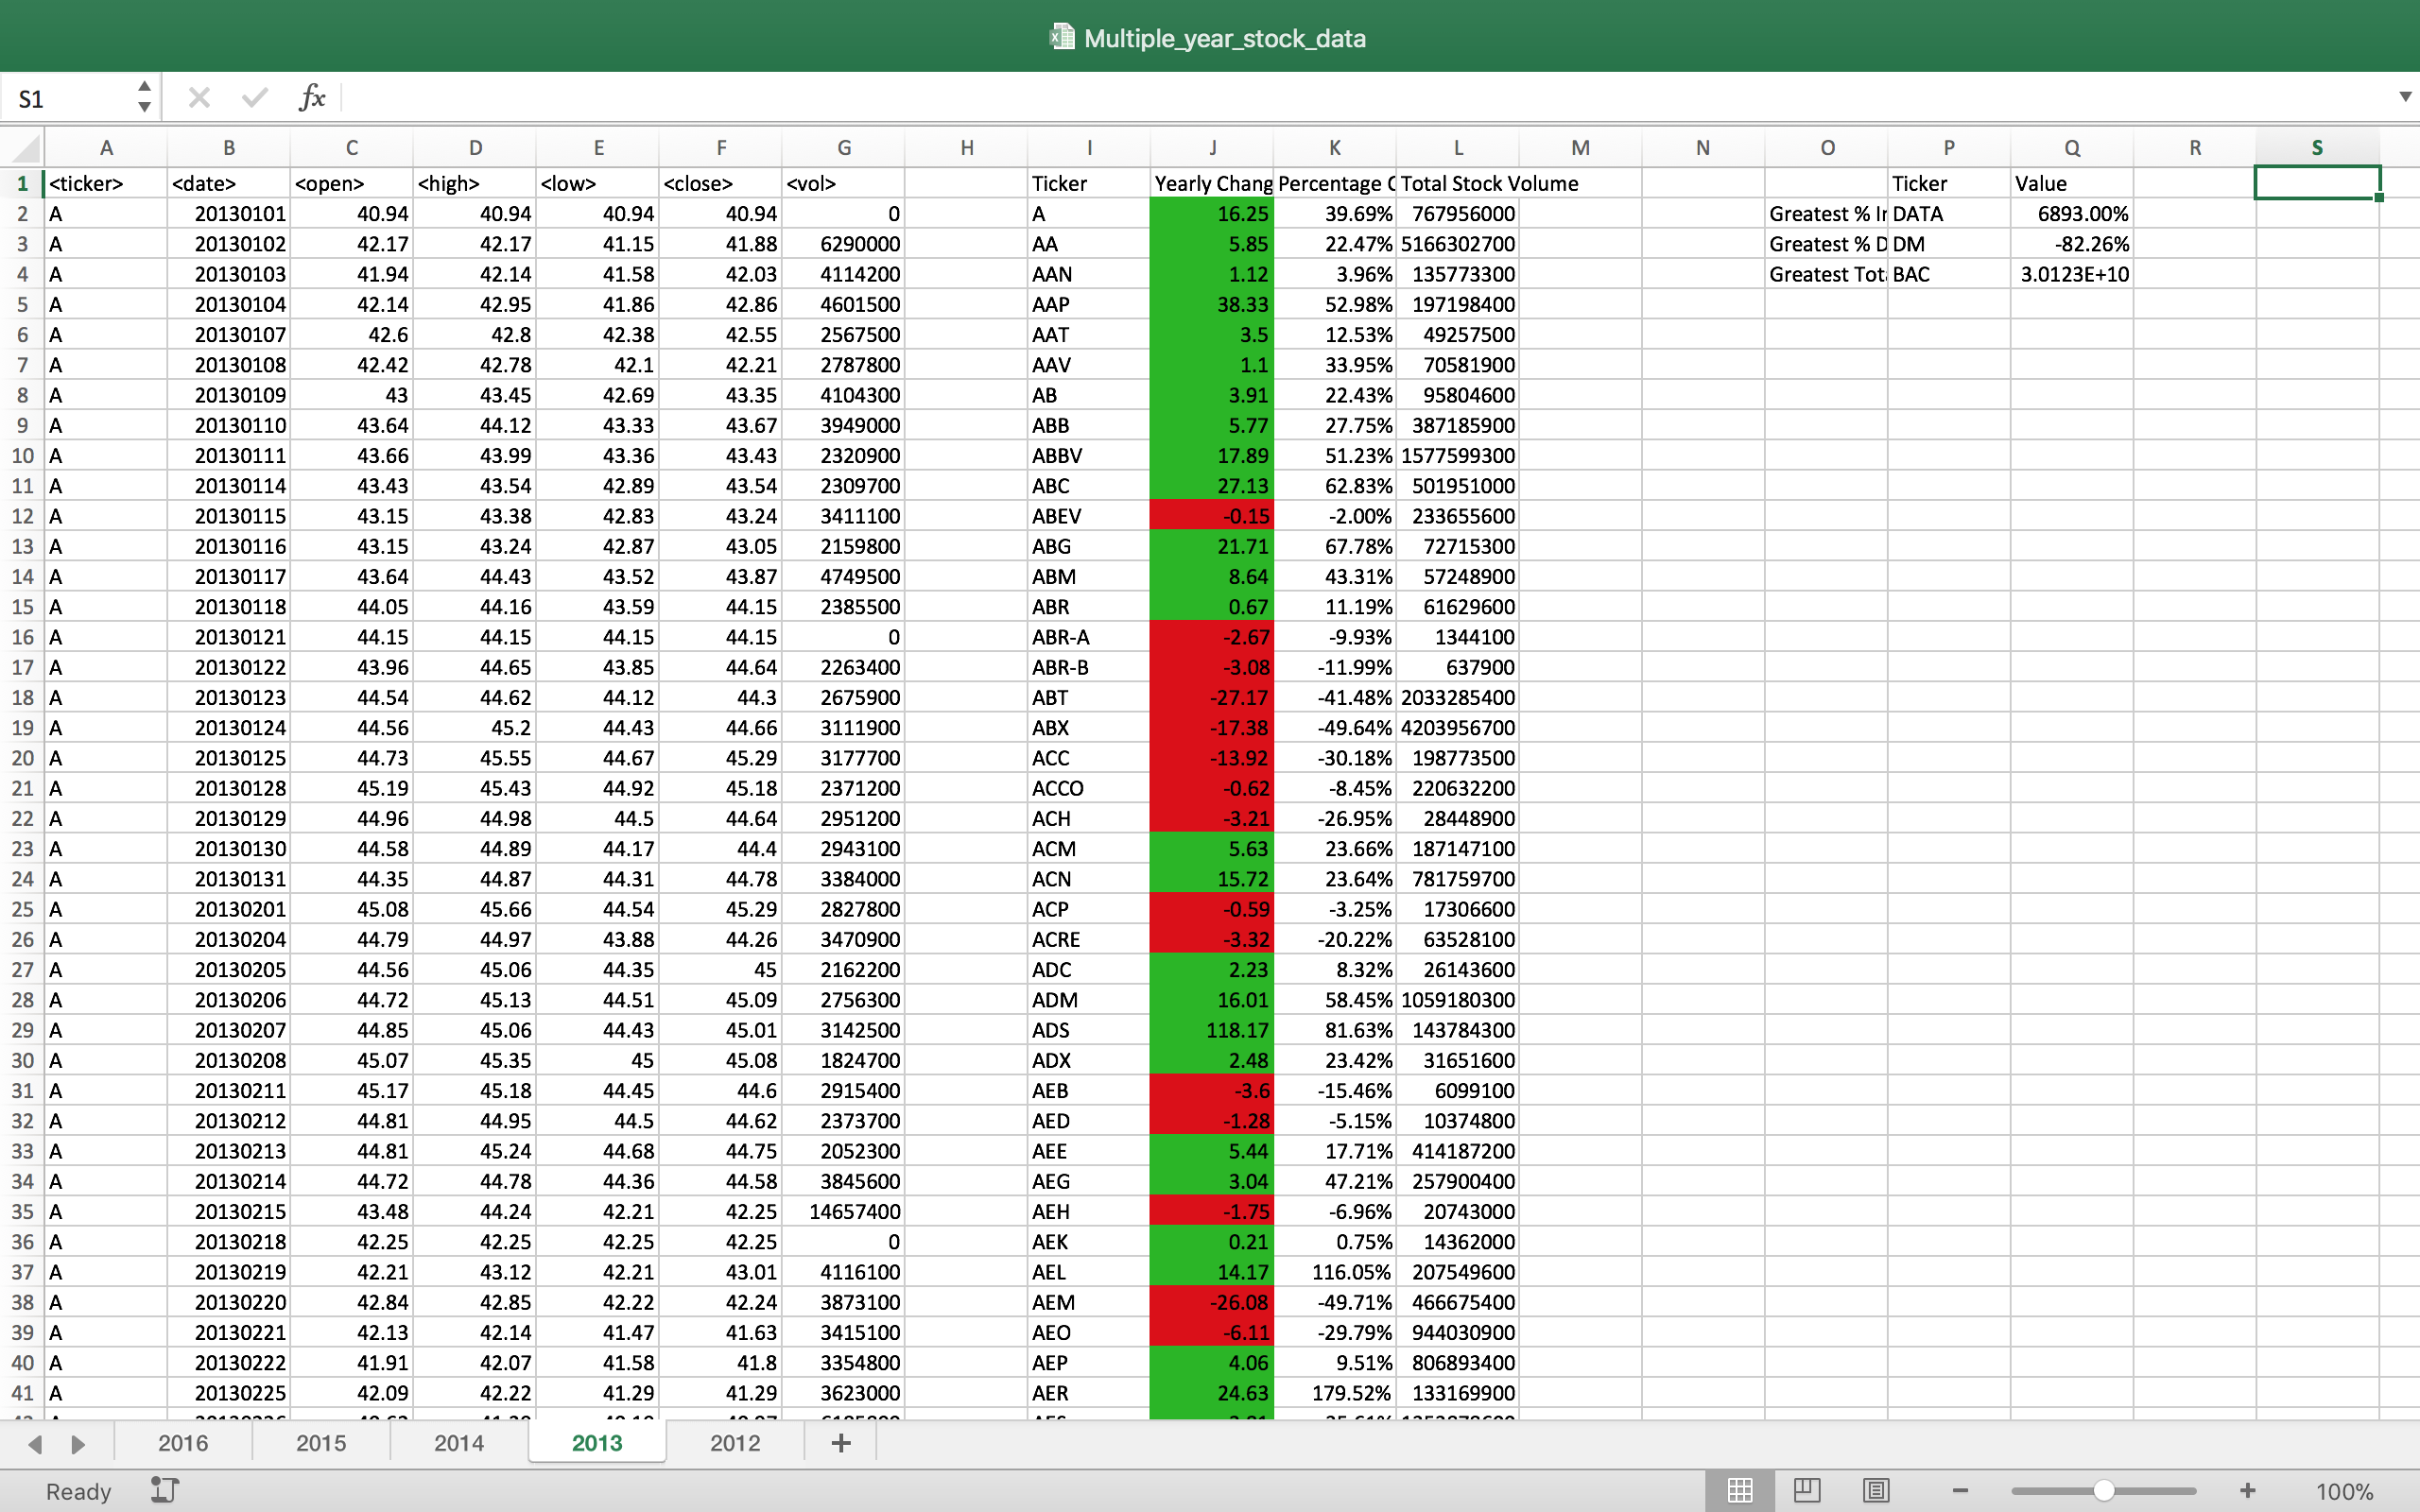 Multiple_year_stock_data
S1 fx
A B C D E F G H I J K L M N O P Q R S
1 <ticker> <date> <open> <high> <low> <close> <vol> Ticker Yearly Chang Percentage C Total Stock Volume Ticker Value
2 A 20130101 40.94 40.94 40.94 40.94 0 A 16.25 39.69% 767956000 Greatest % Ir DATA 6893.00%
3 A 20130102 42.17 42.17 41.15 41.88 6290000 AA 5.85 22.47% 5166302700 Greatest % D DM -82.26%
4 A 20130103 41.94 42.14 41.58 42.03 4114200 AAN 1.12 3.96% 135773300 Greatest Tot BAC 3.0123E+10
5 A 20130104 42.14 42.95 41.86 42.86 4601500 AAP 38.33 52.98% 197198400
6 A 20130107 42.6 42.8 42.38 42.55 2567500 AAT 3.5 12.53% 49257500
7 A 20130108 42.42 42.78 42.1 42.21 2787800 AAV 1.1 33.95% 70581900
8 A 20130109 43 43.45 42.69 43.35 4104300 AB 3.91 22.43% 95804600
9 A 20130110 43.64 44.12 43.33 43.67 3949000 ABB 5.77 27.75% 387185900
10 A 20130111 43.66 43.99 43.36 43.43 2320900 ABBV 17.89 51.23% 1577599300
11 A 20130114 43.43 43.54 42.89 43.54 2309700 ABC 27.13 62.83% 501951000
12 A 20130115 43.15 43.38 42.83 43.24 3411100 ABEV -0.15 -2.00% 233655600
13 A 20130116 43.15 43.24 42.87 43.05 2159800 ABG 21.71 67.78% 72715300
14 A 20130117 43.64 44.43 43.52 43.87 4749500 ABM 8.64 43.31% 57248900
15 A 20130118 44.05 44.16 43.59 44.15 2385500 ABR 0.67 11.19% 61629600
16 A 20130121 44.15 44.15 44.15 44.15 0 ABR-A -2.67 -9.93% 1344100
17 A 20130122 43.96 44.65 43.85 44.64 2263400 ABR-B -3.08 -11.99% 637900
18 A 20130123 44.54 44.62 44.12 44.3 2675900 ABT -27.17 -41.48% 2033285400
19 A 20130124 44.56 45.2 44.43 44.66 3111900 ABX -17.38 -49.64% 4203956700
20 A 20130125 44.73 45.55 44.67 45.29 3177700 ACC -13.92 -30.18% 198773500
21 A 20130128 45.19 45.43 44.92 45.18 2371200 ACCO -0.62 -8.45% 220632200
22 A 20130129 44.96 44.98 44.5 44.64 2951200 ACH -3.21 -26.95% 28448900
23 A 20130130 44.58 44.89 44.17 44.4 2943100 ACM 5.63 23.66% 187147100
24 A 20130131 44.35 44.87 44.31 44.78 3384000 ACN 15.72 23.64% 781759700
25 A 20130201 45.08 45.66 44.54 45.29 2827800 ACP -0.59 -3.25% 17306600
26 A 20130204 44.79 44.97 43.88 44.26 3470900 ACRE -3.32 -20.22% 63528100
27 A 20130205 44.56 45.06 44.35 45 2162200 ADC 2.23 8.32% 26143600
28 A 20130206 44.72 45.13 44.51 45.09 2756300 ADM 16.01 58.45% 1059180300
29 A 20130207 44.85 45.06 44.43 45.01 3142500 ADS 118.17 81.63% 143784300
30 A 20130208 45.07 45.35 45 45.08 1824700 ADX 2.48 23.42% 31651600
31 A 20130211 45.17 45.18 44.45 44.6 2915400 AEB -3.6 -15.46% 6099100
32 A 20130212 44.81 44.95 44.5 44.62 2373700 AED -1.28 -5.15% 10374800
33 A 20130213 44.81 45.24 44.68 44.75 2052300 AEE 5.44 17.71% 414187200
34 A 20130214 44.72 44.78 44.36 44.58 3845600 AEG 3.04 47.21% 257900400
35 A 20130215 43.48 44.24 42.21 42.25 14657400 AEH -1.75 -6.96% 20743000
36 A 20130218 42.25 42.25 42.25 42.25 0 AEK 0.21 0.75% 14362000
37 A 20130219 42.21 43.12 42.21 43.01 4116100 AEL 14.17 116.05% 207549600
38 A 20130220 42.84 42.85 42.22 42.24 3873100 AEM -26.08 -49.71% 466675400
39 A 20130221 42.13 42.14 41.47 41.63 3415100 AEO -6.11 -29.79% 944030900
40 A 20130222 41.91 42.07 41.58 41.8 3354800 AEP 4.06 9.51% 806893400
41 A 20130225 42.09 42.22 41.29 41.29 3623000 AER 24.63 179.52% 133169900
2016 2015 2014 2013 2012 +
Ready 100%